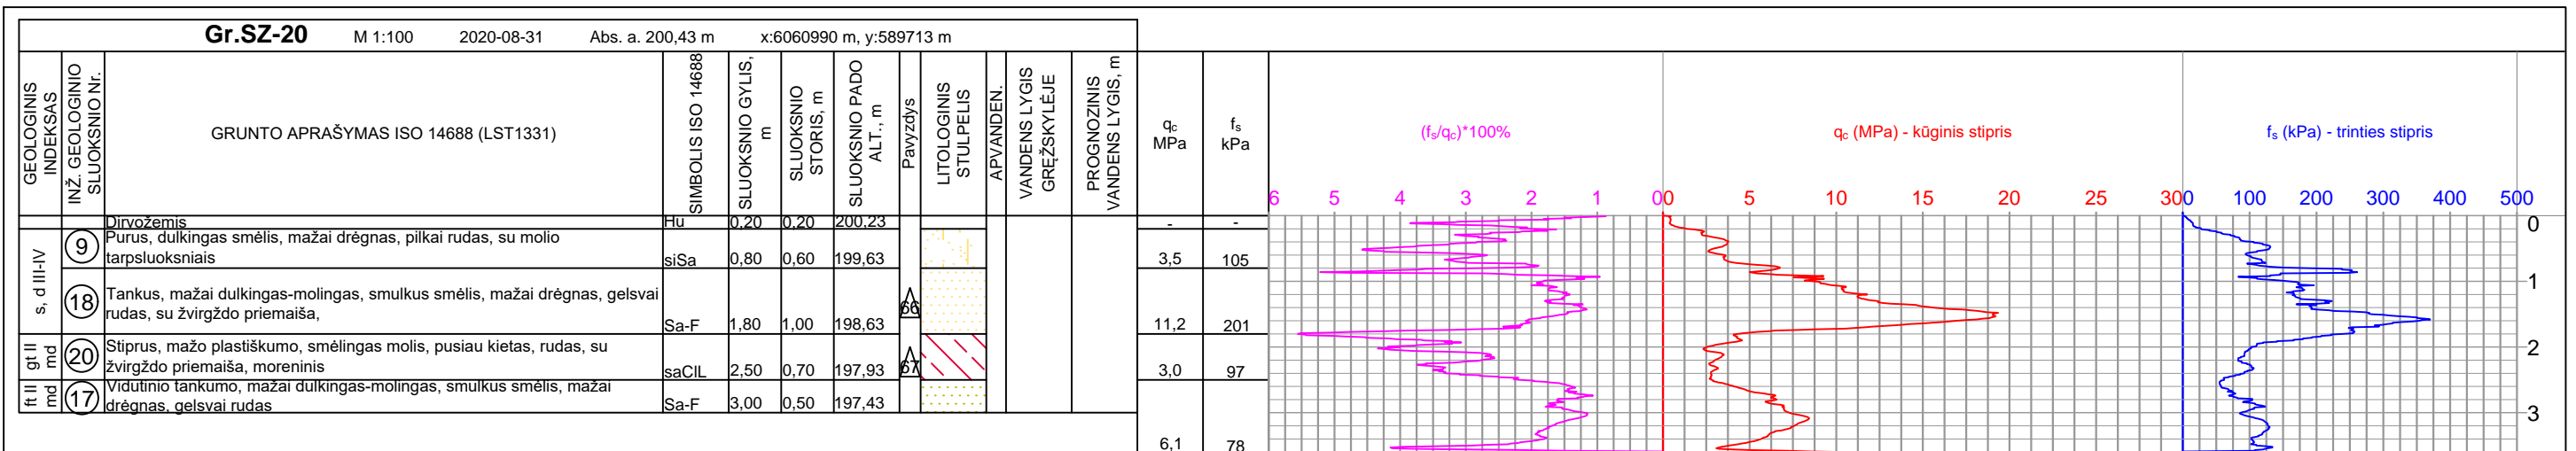 Gr.SZ-20 M 1:100 2020-08-31 Abs. a. 200,43 m x:6060990 m, y:589713 m
GEOLOGINIS
INDEKSAS
INŽ. GEOLOGINIO
SLUOKSNIO Nr.
GRUNTO APRAŠYMAS ISO 14688 (LST1331)
SIMBOLIS ISO 14688
SLUOKSNIO GYLIS,
m
SLUOKSNIO
STORIS, m
SLUOKSNIO PADO
ALT., m
Pavyzdys
LITOLOGINIS
STULPELIS
APVANDEN.
VANDENS LYGIS
GRĘŽSKYLĖJE
PROGNOZINIS
VANDENS LYGIS, m
qc
MPa
fs
kPa
(fs/qc)*100%
qc (MPa) - kūginis stipris
fs (kPa) - trinties stipris
6 5 4 3 2 1 0
0 5 10 15 20 25 30
0 100 200 300 400 500
Dirvožemis Hu 0,20 0,20 200,23 - -
s, d III-IV
9
Purus, dulkingas smėlis, mažai drėgnas, pilkai rudas, su molio
tarpsluoksniais siSa 0,80 0,60 199,63 3,5 105
18
Tankus, mažai dulkingas-molingas, smulkus smėlis, mažai drėgnas, gelsvai
rudas, su žvirgždo priemaiša,
Sa-F 1,80 1,00 198,63 66 11,2 201
gt II
md
20
Stiprus, mažo plastiškumo, smėlingas molis, pusiau kietas, rudas, su
žvirgždo priemaiša, moreninis saClL 2,50 0,70 197,93 67 3,0 97
ft II
md
17
Vidutinio tankumo, mažai dulkingas-molingas, smulkus smėlis, mažai
drėgnas, gelsvai rudas Sa-F 3,00 0,50 197,43
6,1 78
0
1
2
3